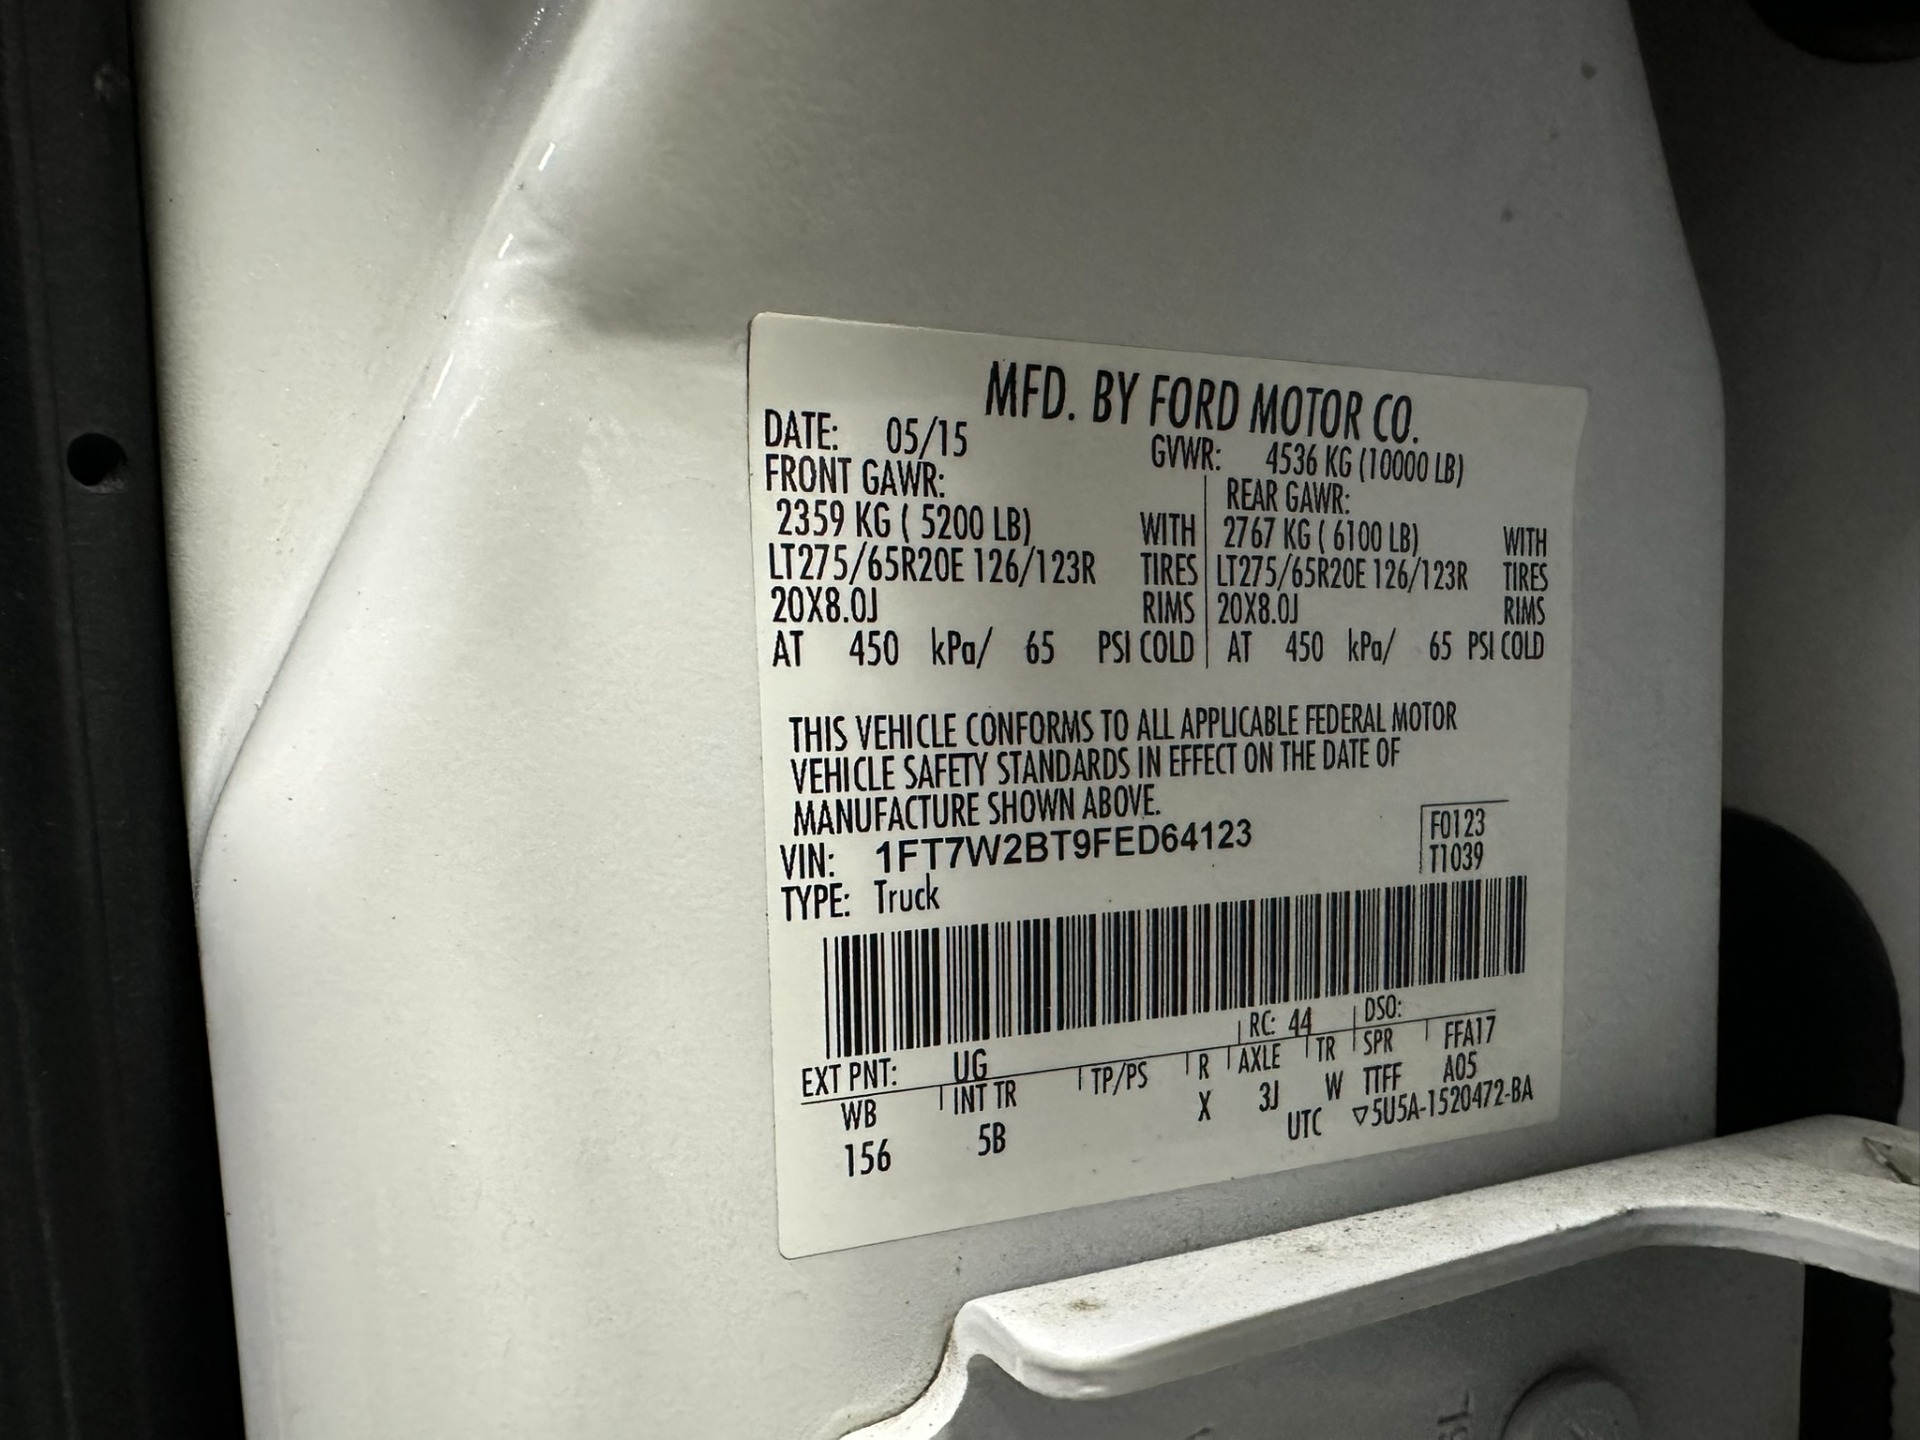 MFD. BY FORD MOTOR CO.
DATE: 05/15 GVWR: 4536 KG (10000 LB)
FRONT GAWR: REAR GAWR:
2359 KG ( 5200 LB) WITH 2767 KG ( 6100 LB) WITH
LT275/65R20E 126/123R TIRES LT275/65R20E 126/123R TIRES
20X8.0J RIMS 20X8.0J RIMS
AT 450 kPa/ 65 PSI COLD AT 450 kPa/ 65 PSI COLD
THIS VEHICLE CONFORMS TO ALL APPLICABLE FEDERAL MOTOR
VEHICLE SAFETY STANDARDS IN EFFECT ON THE DATE OF
MANUFACTURE SHOWN ABOVE.
VIN: 1FT7W2BT9FED64123 F0123
TYPE: Truck T1039
RC: 44 DSO:
EXT PNT: UG FFA17
WB INT TR TP/PS R AXLE TR SPR A05
156 5B X 3J W TTFF
UTC ▽5U5A-1520472-BA